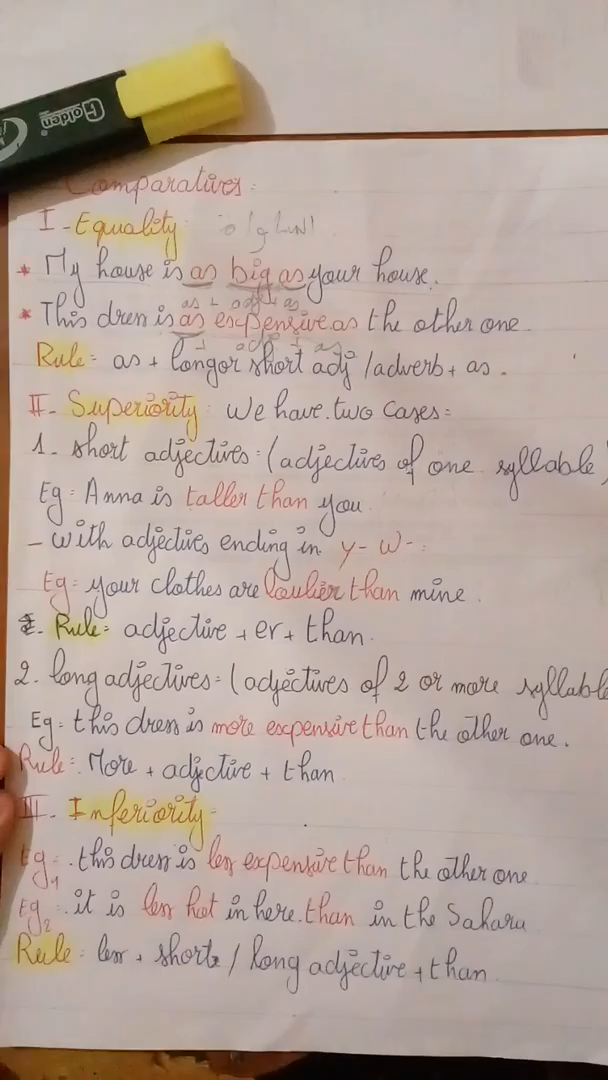 Golden
Comparatives:
I - Equality:
* My house is as big as your house.
as + adj + as
* This dress is as expensive as the other one
Rule: as + long or short adj / adverb + as.
II - Superiority: We have two cases:
1. short adjectives: (adjectives of one syllable)
Eg: Anna is taller than you
- with adjectives ending in y - w -:
Eg: your clothes are loulier than mine.
Rule: adjective + er + than.
2. long adjectives: (adjectives of 2 or more syllable
Eg: this dress is more expensive than the other one.
Rule: More + adjective + than
III - Inferiority:
Eg1: this dress is less expensive than the other one
Eg2: it is less hot in here than in the Sahara
Rule: less + short / long adjective + than